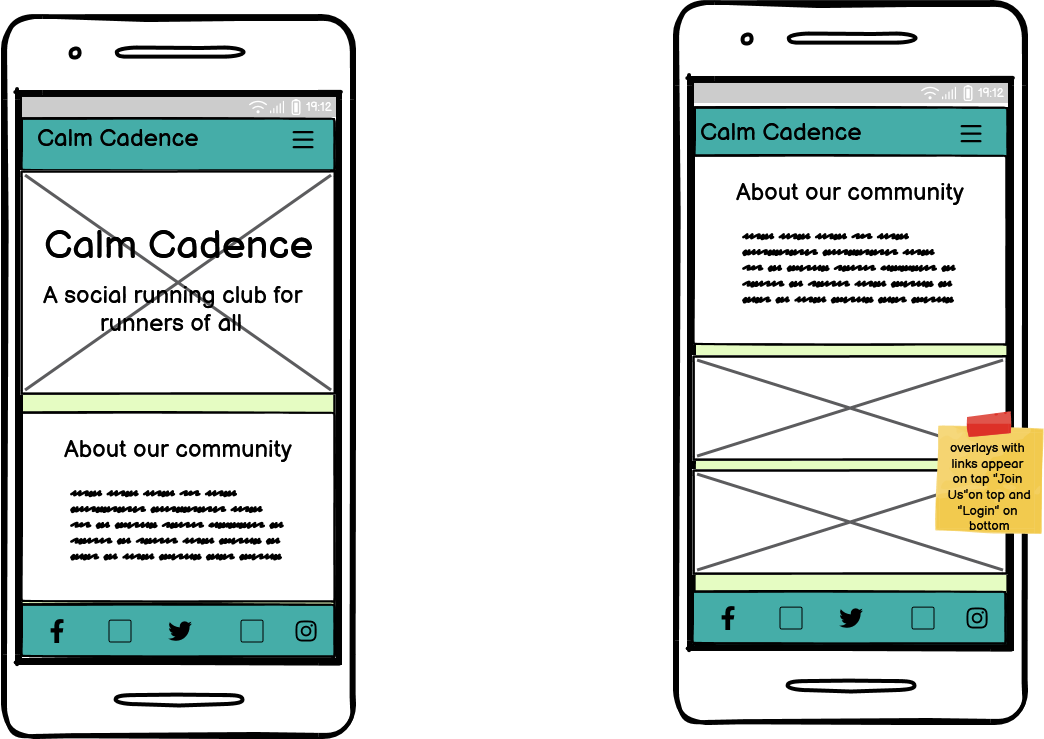 19:12
Calm Cadence
Calm Cadence
A social running club for
runners of all
About our community
19:12
Calm Cadence
About our community
overlays with
links appear
on tap "Join
Us"on top and
"Login" on
bottom